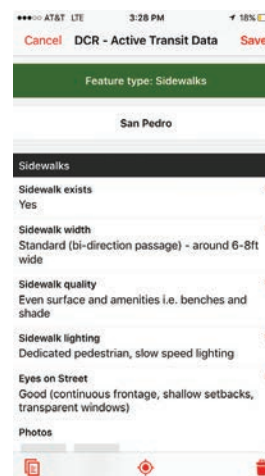 AT&T LTE 3:28 PM 18%
Cancel DCR - Active Transit Data Save
Feature type: Sidewalks
San Pedro
Sidewalks
Sidewalk exists
Yes
Sidewalk width
Standard (bi-direction passage) - around 6-8ft
wide
Sidewalk quality
Even surface and amenities i.e. benches and
shade
Sidewalk lighting
Dedicated pedestrian, slow speed lighting
Eyes on Street
Good (continuous frontage, shallow setbacks,
transparent windows)
Photos